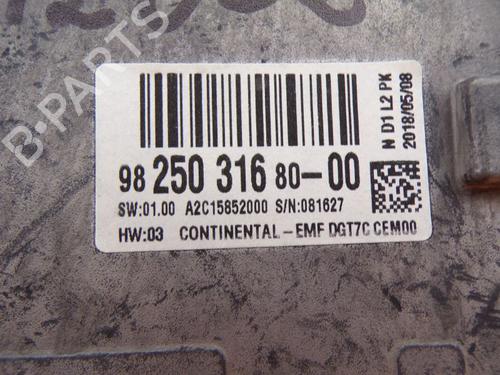 B-PARTS
98 250 316 80-00
SW:01.00 A2C15852000 S/N:081627
HW:03 CONTINENTAL-EMF DGT7C CEM00
N D1 L2 PK
2018/05/08